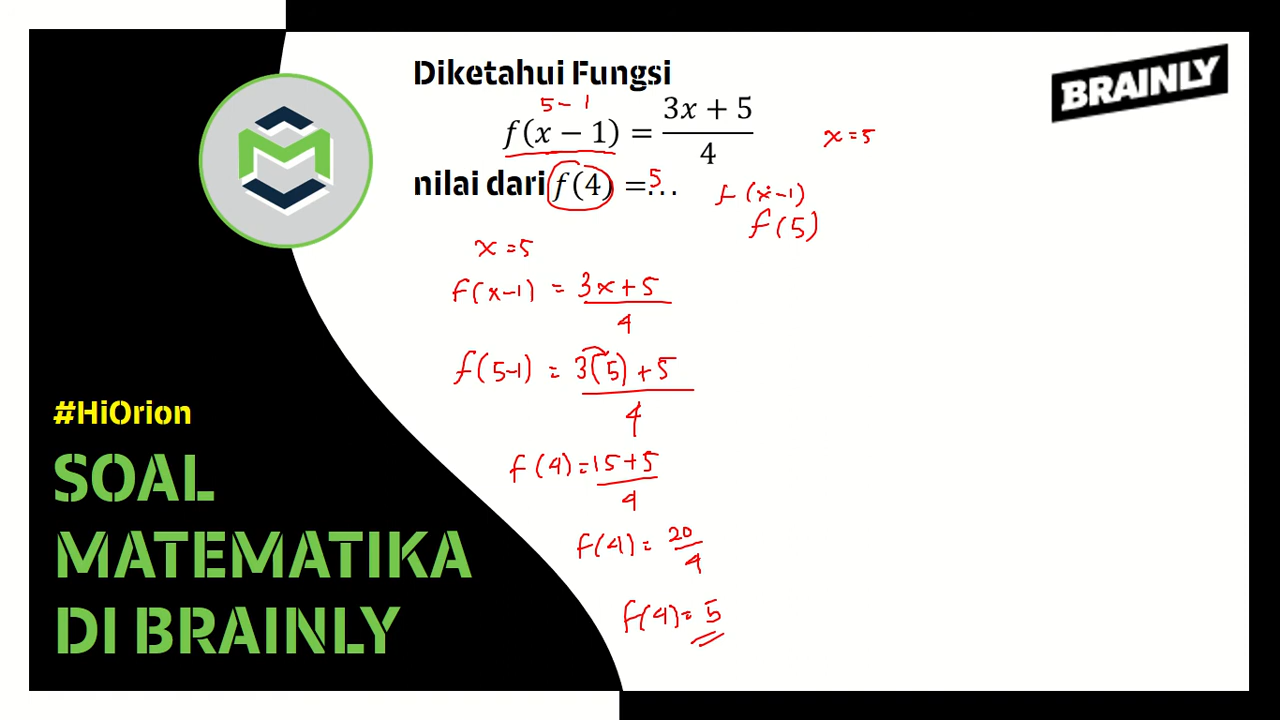 Diketahui Fungsi
5 - 1
f(x − 1) = (3x + 5)/4
x = 5
nilai dari f(4) = 5...
f(x-1)
f(5)
x = 5
f(x-1) = (3x + 5)/4
f(5-1) = (3(5) + 5)/4
f(4) = (15 + 5)/4
f(4) = 20/4
f(4) = 5
BRAINLY
#HiOrion
SOAL
MATEMATIKA
DI BRAINLY